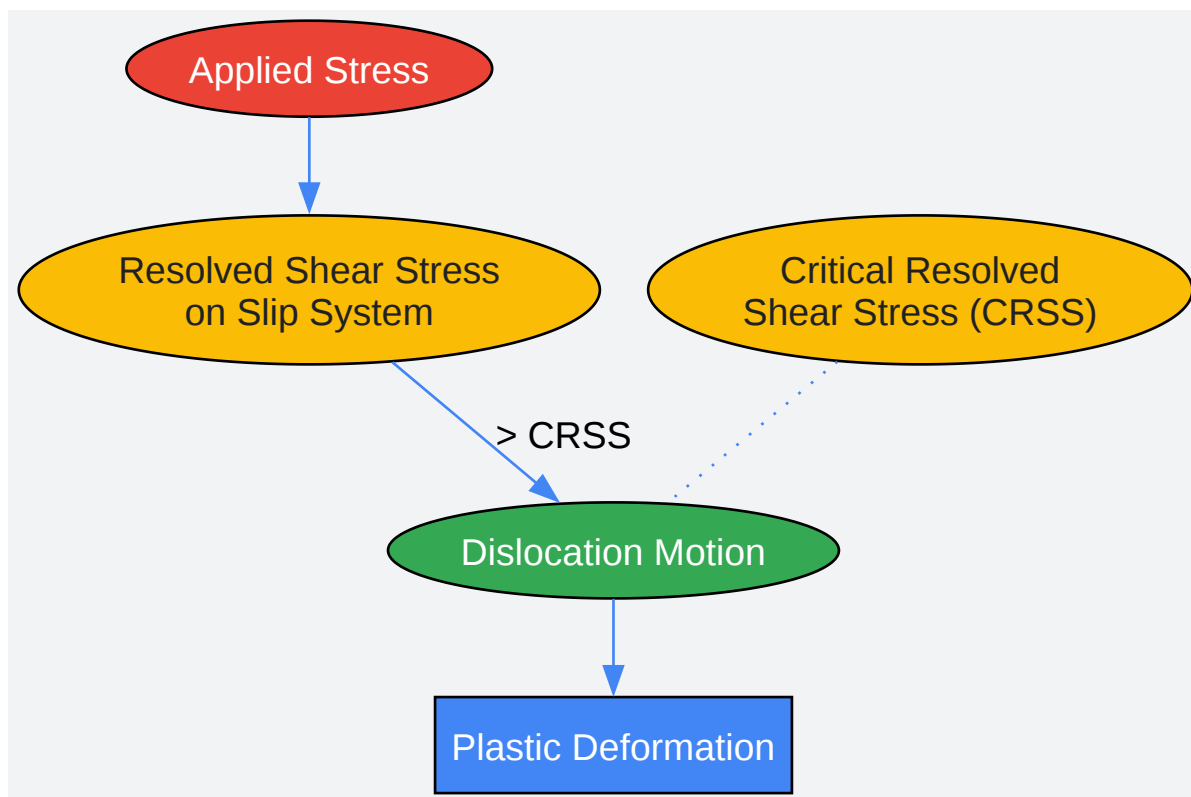 Applied Stress
Resolved Shear Stress
on Slip System
Critical Resolved
Shear Stress (CRSS)
> CRSS
Dislocation Motion
Plastic Deformation